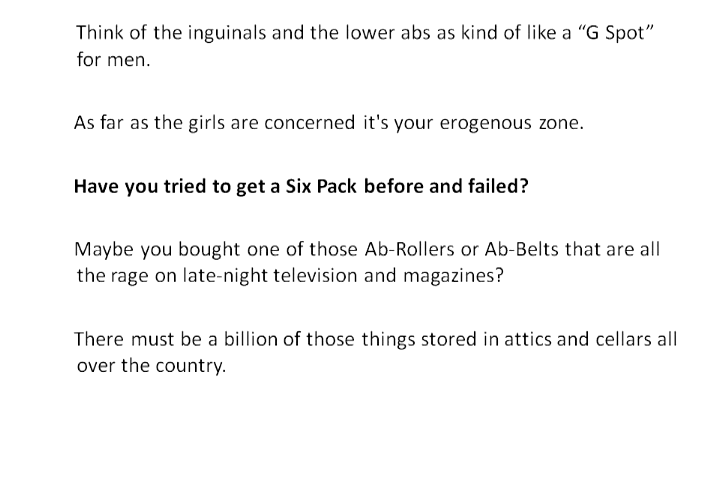 Think of the inguinals and the lower abs as kind of like a “G Spot”
for men.
As far as the girls are concerned it's your erogenous zone.
Have you tried to get a Six Pack before and failed?
Maybe you bought one of those Ab-Rollers or Ab-Belts that are all
the rage on late-night television and magazines?
There must be a billion of those things stored in attics and cellars all
over the country.